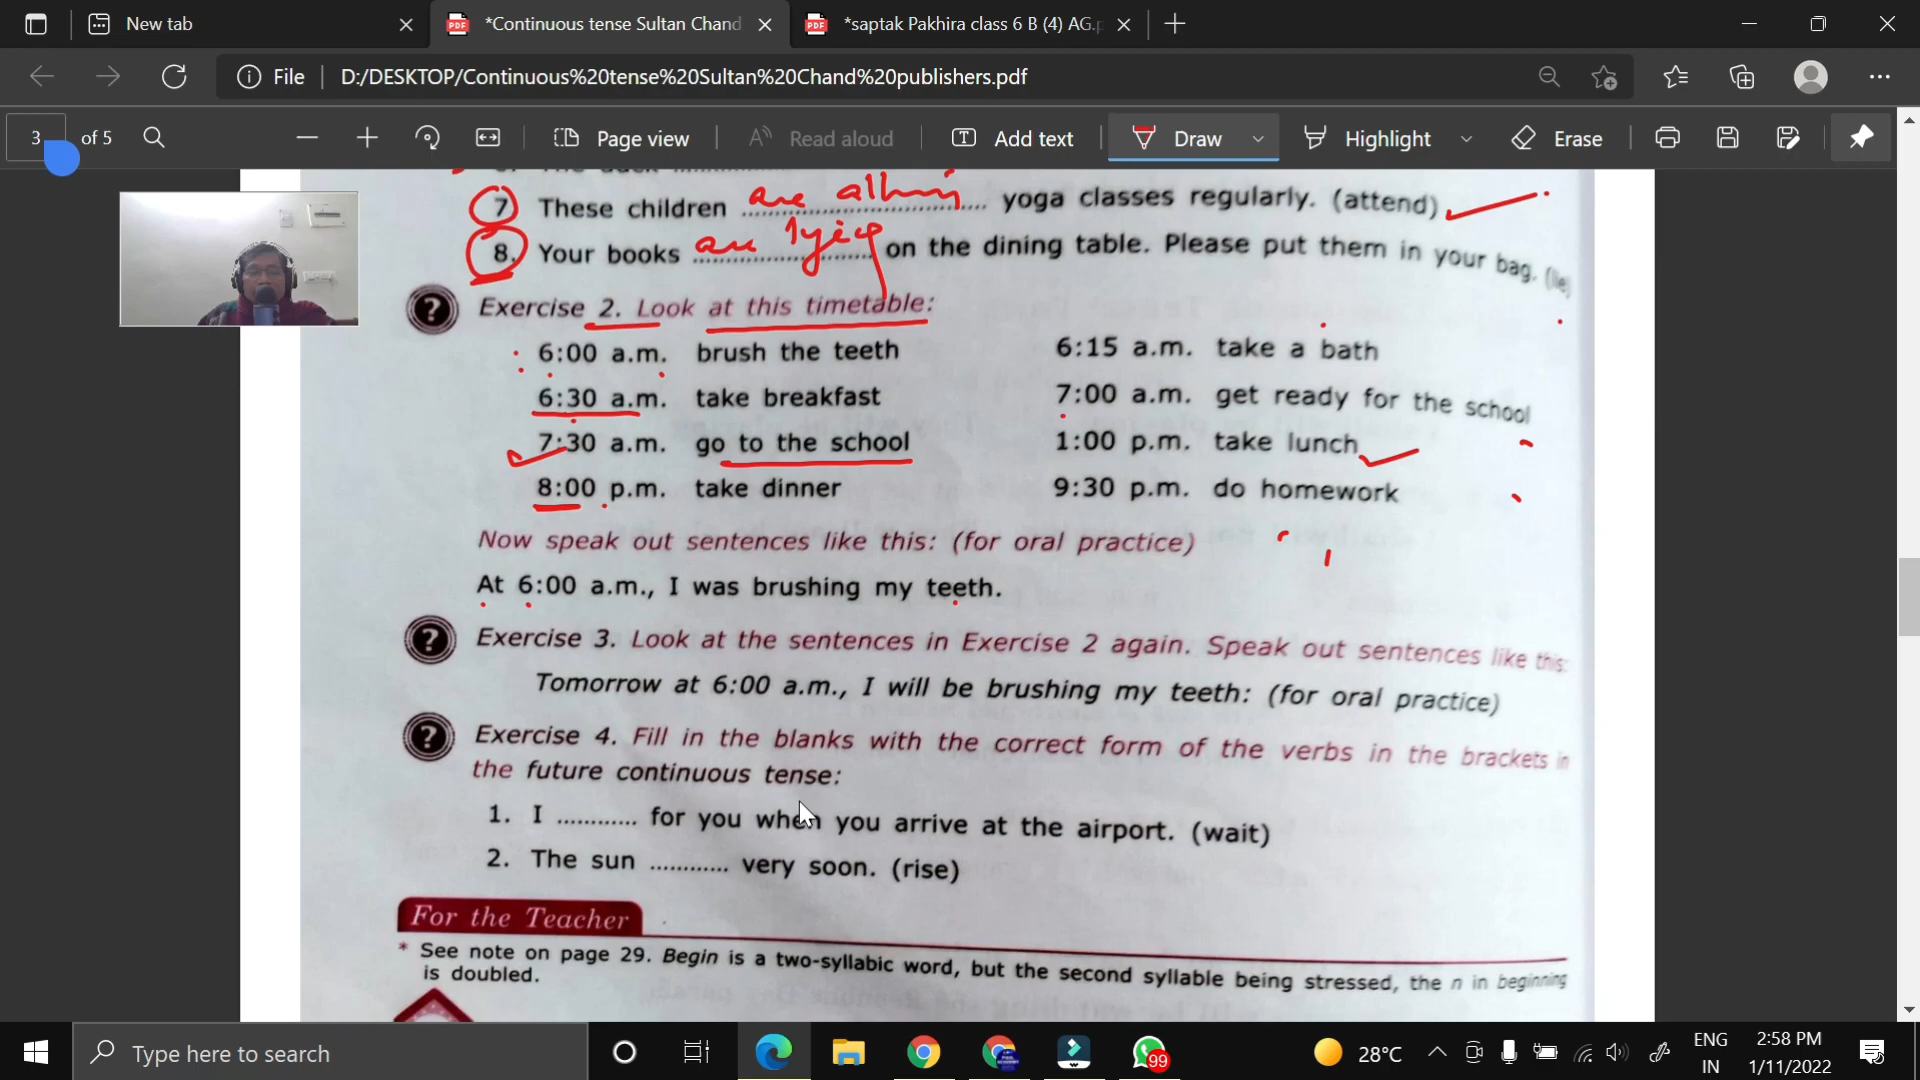 New tab
*Continuous tense Sultan Chand
*saptak Pakhira class 6 B (4) AG.p
File
D:/DESKTOP/Continuous%20tense%20Sultan%20Chand%20publishers.pdf
3 of 5
Page view
Read aloud
Add text
Draw
Highlight
Erase
7 These children are yoga classes regularly. (attend)
8. Your books are lying on the dining table. Please put them in your bag. (lie)
? Exercise 2. Look at this timetable:
6:00 a.m. brush the teeth 6:15 a.m. take a bath
6:30 a.m. take breakfast 7:00 a.m. get ready for the school
7:30 a.m. go to the school 1:00 p.m. take lunch
8:00 p.m. take dinner 9:30 p.m. do homework
Now speak out sentences like this: (for oral practice)
At 6:00 a.m., I was brushing my teeth.
? Exercise 3. Look at the sentences in Exercise 2 again. Speak out sentences like this:
Tomorrow at 6:00 a.m., I will be brushing my teeth: (for oral practice)
? Exercise 4. Fill in the blanks with the correct form of the verbs in the brackets in
the future continuous tense:
1. I ............ for you when you arrive at the airport. (wait)
2. The sun ............ very soon. (rise)
For the Teacher
* See note on page 29. Begin is a two-syllabic word, but the second syllable being stressed, the n in beginning
is doubled.
Type here to search
99
28°C
ENG
IN
2:58 PM
1/11/2022